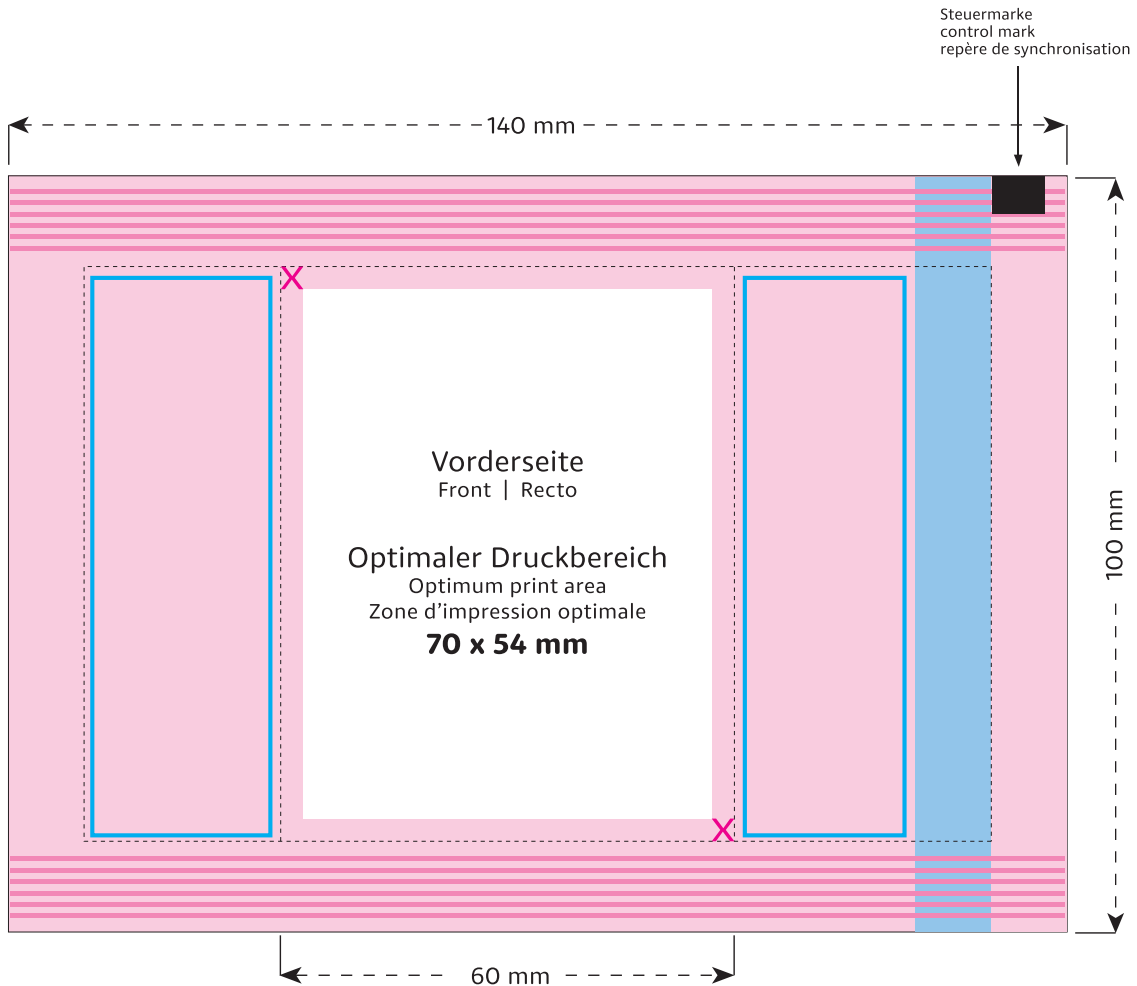 Steuermarke
control mark
repère de synchronisation
140 mm
X
Vorderseite
Front | Recto
Optimaler Druckbereich
Optimum print area
Zone d’impression optimale
70 x 54 mm
100 mm
X
60 mm